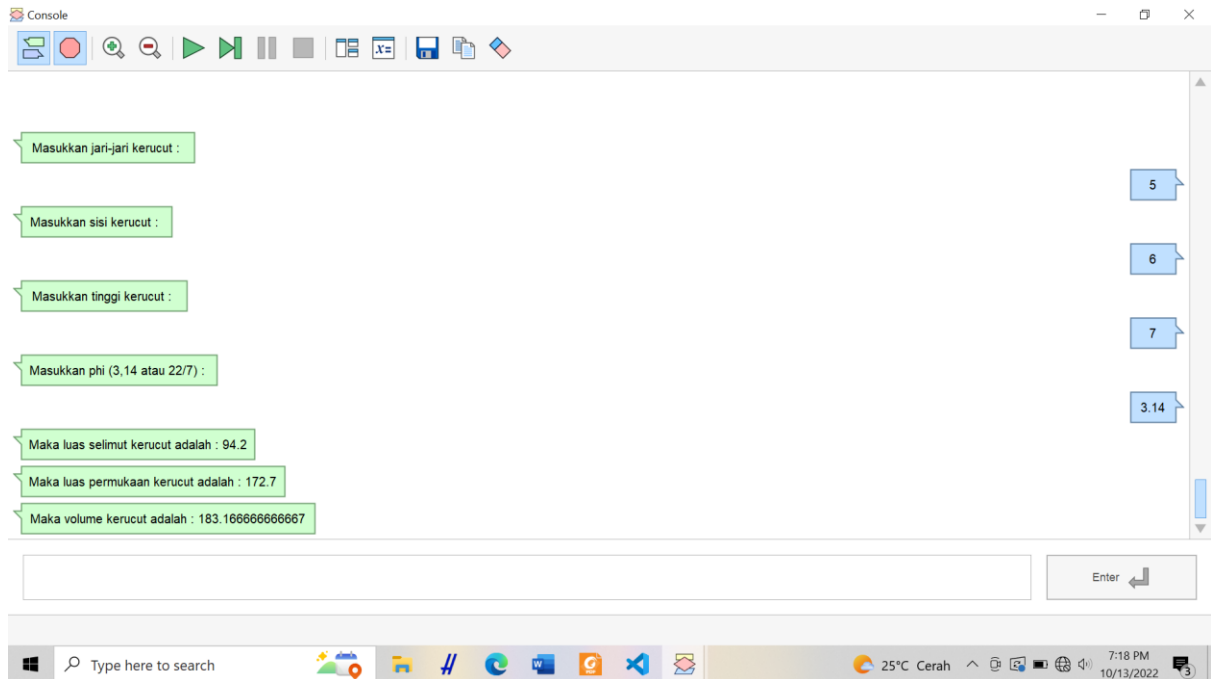 Console
x=
Masukkan jari-jari kerucut :
5
Masukkan sisi kerucut :
6
Masukkan tinggi kerucut :
7
Masukkan phi (3,14 atau 22/7) :
3.14
Maka luas selimut kerucut adalah : 94.2
Maka luas permukaan kerucut adalah : 172.7
Maka volume kerucut adalah : 183.166666666667
Enter
Type here to search
25°C Cerah
7:18 PM
10/13/2022
3